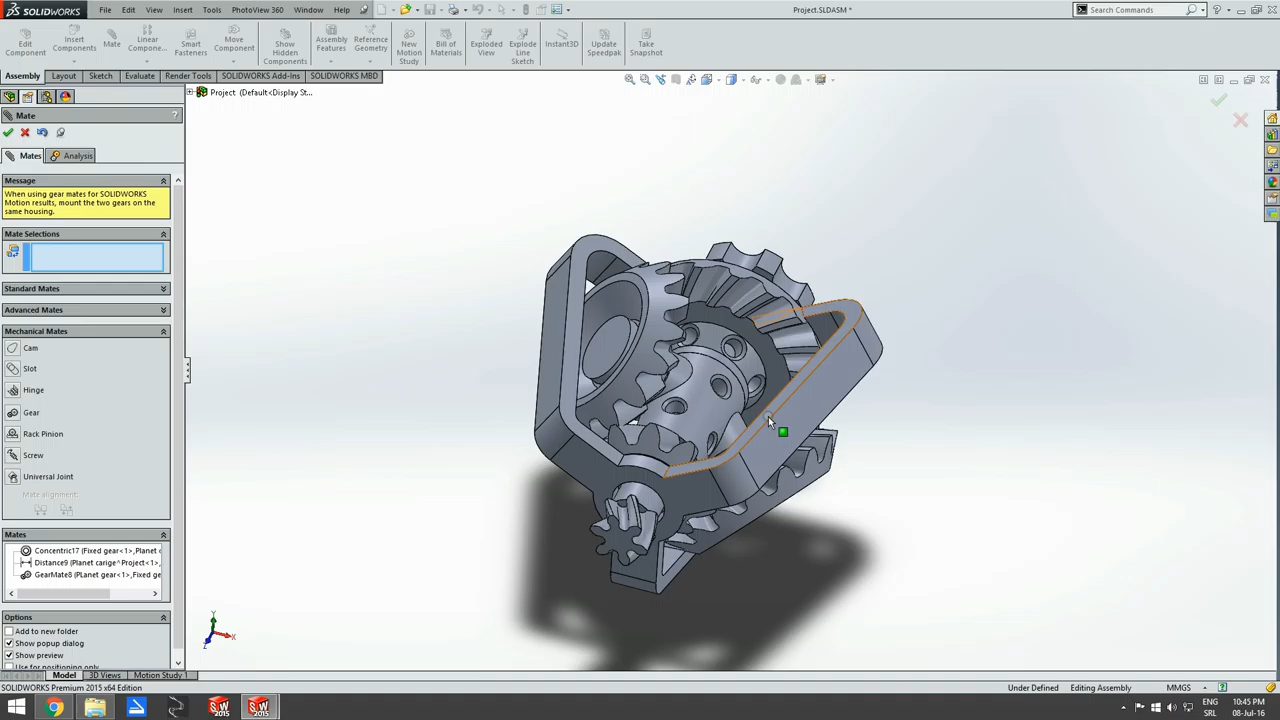 SOLIDWORKS File Edit View Insert Tools PhotoView 360 Window Help Project.SLDASM * Search Commands
Edit Component
Insert Components
Mate
Linear Compone...
Smart Fasteners
Move Component
Show Hidden Components
Assembly Features
Reference Geometry
New Motion Study
Bill of Materials
Exploded View
Explode Line Sketch
Instant3D
Update Speedpak
Take Snapshot
Assembly Layout Sketch Evaluate Render Tools SOLIDWORKS Add-Ins SOLIDWORKS MBD
Project (Default<Display St...
Mate ?
Mates Analysis
Message
When using gear mates for SOLIDWORKS
Motion results, mount the two gears on the
same housing.
Mate Selections
Standard Mates
Advanced Mates
Mechanical Mates
Cam
Slot
Hinge
Gear
Rack Pinion
Screw
Universal Joint
Mate alignment:
Mates
Concentric17 (Fixed gear<1>,Planet c
Distance9 (Planet carige^Project<1>,
GearMate8 (PLanet gear<1>,Fixed ge
Options
Add to new folder
Show popup dialog
Show preview
Use for positioning only
Y
X
Z
Model 3D Views Motion Study 1
SOLIDWORKS Premium 2015 x64 Edition Under Defined Editing Assembly MMGS
ENG 10:45 PM
SRL 08-Jul-16